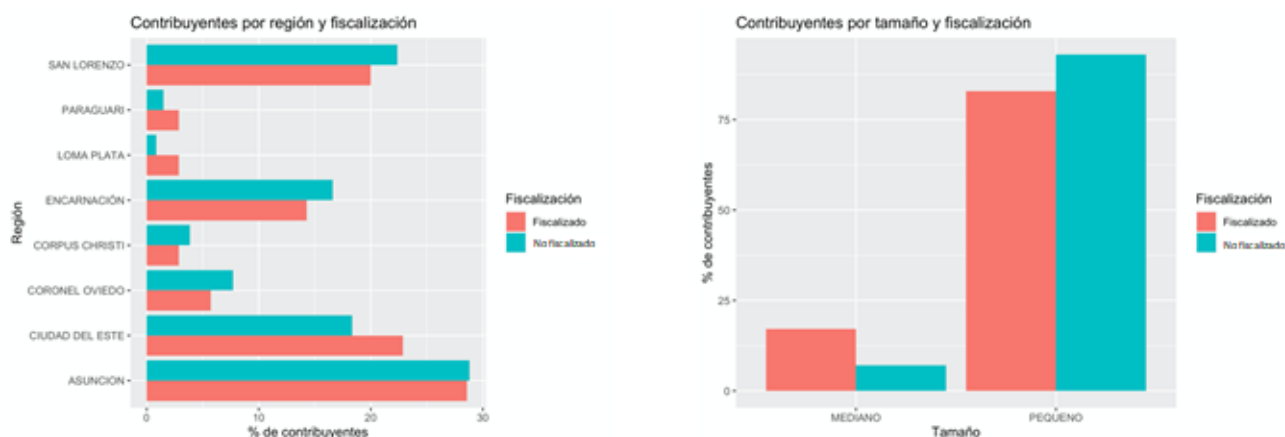 Contribuyentes por región y fiscalización
SAN LORENZO
PARAGUARI
LOMA PLATA
ENCARNACIÓN
CORPUS CHRISTI
CORONEL OVIEDO
CIUDAD DEL ESTE
ASUNCION
Región
0 10 20 30
% de contribuyentes
Fiscalización
Fiscalizado
No fiscalizado
Contribuyentes por tamaño y fiscalización
75
50
25
0
% de contribuyentes
MEDIANO PEQUENO
Tamaño
Fiscalización
Fiscalizado
No fiscalizado